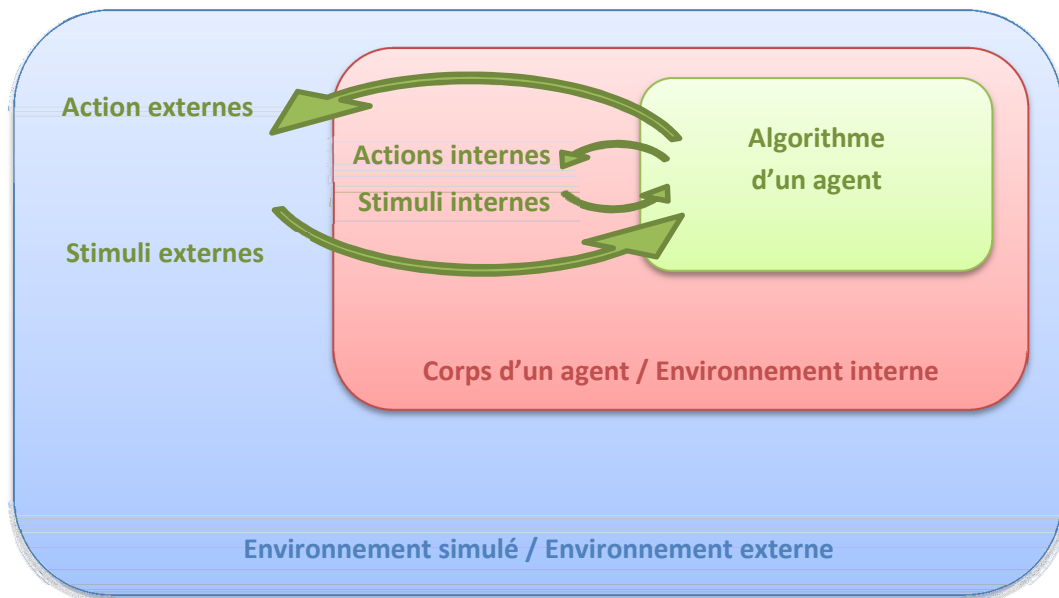 Action externes
Actions internes
Stimuli internes
Stimuli externes
Algorithme
d’un agent
Corps d’un agent / Environnement interne
Environnement simulé / Environnement externe